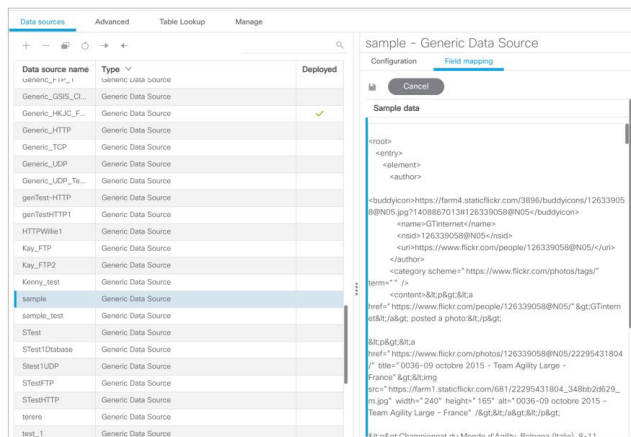 Data sources Advanced Table Lookup Manage
Data source name Type Deployed
Generic_FTP_1 Generic Data Source
Generic_GSIS_Cl... Generic Data Source
Generic_HKJC_F... Generic Data Source
Generic_HTTP Generic Data Source
Generic_TCP Generic Data Source
Generic_UDP Generic Data Source
Generic_UDP_Te... Generic Data Source
genTest-HTTP Generic Data Source
genTestHTTP1 Generic Data Source
HTTPWillie1 Generic Data Source
Kay_FTP Generic Data Source
Kay_FTP2 Generic Data Source
Kenny_test Generic Data Source
sample Generic Data Source
sample_test Generic Data Source
STest Generic Data Source
STest1Dtabase Generic Data Source
Stest1UDP Generic Data Source
STestFTP Generic Data Source
STestHTTP Generic Data Source
terere Generic Data Source
test_1 Generic Data Source
sample - Generic Data Source
Configuration Field mapping
Cancel
Sample data
<root>
<entry>
<element>
<author>
<buddyicon>https://farm4.staticflickr.com/3896/buddyicons/12633905
8@N05.jpg?1408867013#126339058@N05</buddyicon>
<name>GTinternet</name>
<nsid>126339058@N05</nsid>
<uri>https://www.flickr.com/people/126339058@N05/</uri>
</author>
<category scheme="https://www.flickr.com/photos/tags/"
term="" />
<content>&lt;p&gt;&lt;a
href="https://www.flickr.com/people/126339058@N05/"&gt;GTintern
et&lt;/a&gt; posted a photo:&lt;/p&gt;
&lt;p&gt;&lt;a
href="https://www.flickr.com/photos/126339058@N05/22295431804
/" title="0036-09 octobre 2015 - Team Agility Large -
France"&gt;&lt;img
src="https://farm1.staticflickr.com/681/22295431804_348bb2d629_
m.jpg" width="240" height="165" alt="0036-09 octobre 2015 -
Team Agility Large - France" /&gt;&lt;/a&gt;&lt;/p&gt;
&lt;p&gt;Championnat du Monde d'Agility, Bologna (Italie), 8-11